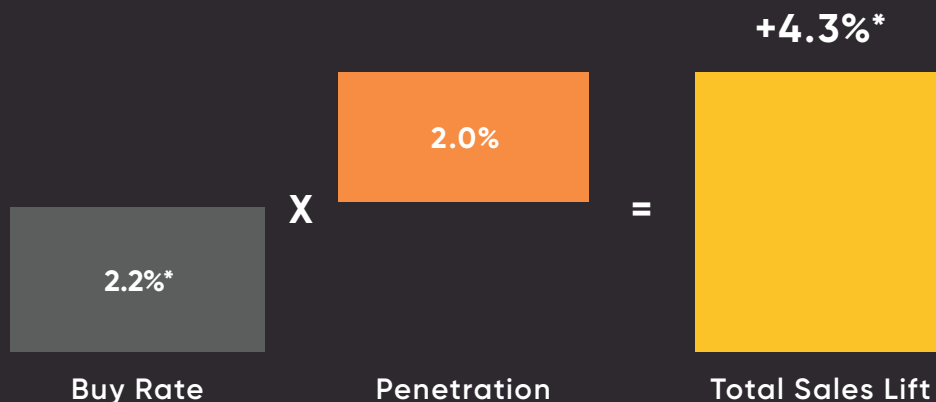 +4.3%*
2.0%
X
=
2.2%*
Buy Rate
Penetration
Total Sales Lift